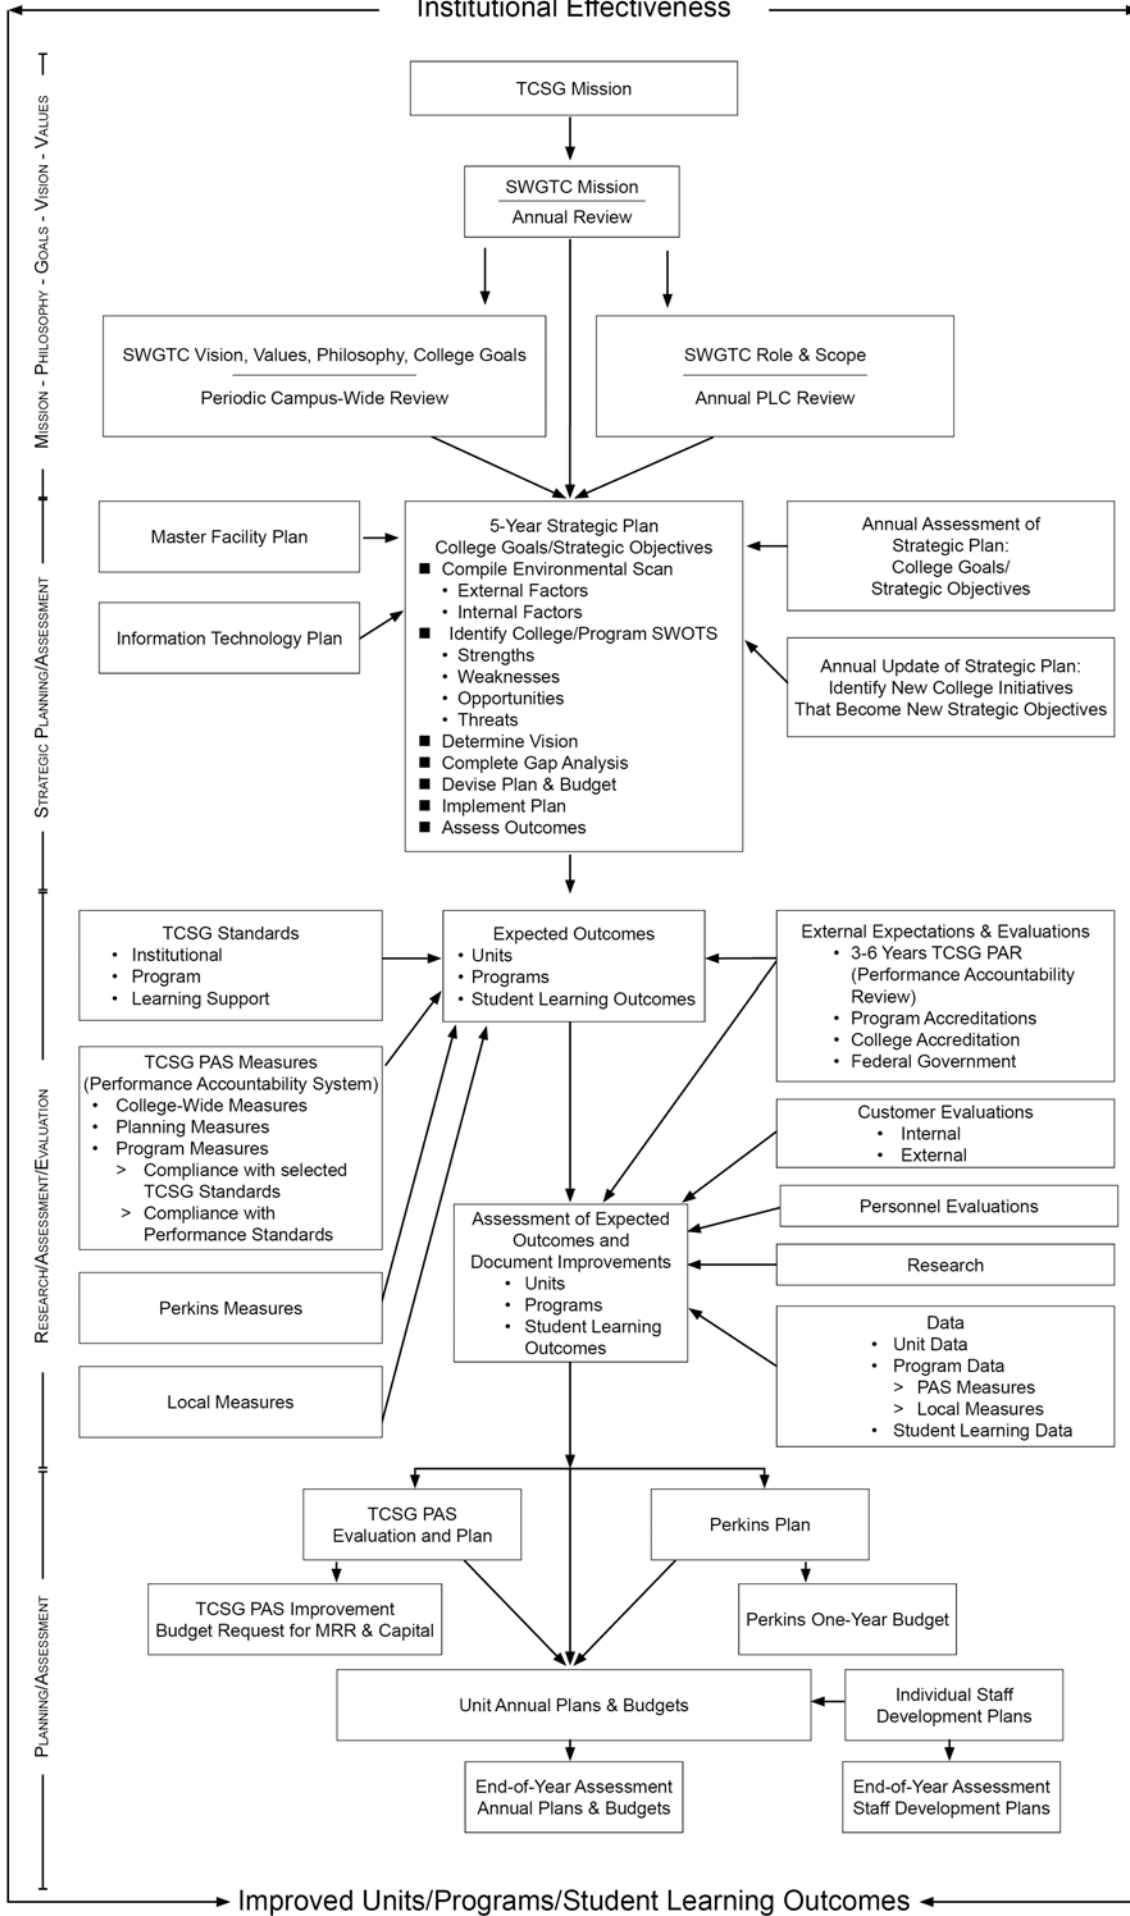 Institutional Effectiveness
MISSION - PHILOSOPHY - GOALS - VISION - VALUES
TCSG Mission
SWGTC Mission
Annual Review
SWGTC Vision, Values, Philosophy, College Goals
Periodic Campus-Wide Review
SWGTC Role & Scope
Annual PLC Review
STRATEGIC PLANNING/ASSESSMENT
Master Facility Plan
Information Technology Plan
5-Year Strategic Plan
College Goals/Strategic Objectives
■ Compile Environmental Scan
• External Factors
• Internal Factors
■ Identify College/Program SWOTS
• Strengths
• Weaknesses
• Opportunities
• Threats
■ Determine Vision
■ Complete Gap Analysis
■ Devise Plan & Budget
■ Implement Plan
■ Assess Outcomes
Annual Assessment of
Strategic Plan:
College Goals/
Strategic Objectives
Annual Update of Strategic Plan:
Identify New College Initiatives
That Become New Strategic Objectives
RESEARCH/ASSESSMENT/EVALUATION
TCSG Standards
• Institutional
• Program
• Learning Support
TCSG PAS Measures
(Performance Accountability System)
• College-Wide Measures
• Planning Measures
• Program Measures
> Compliance with selected
TCSG Standards
> Compliance with
Performance Standards
Perkins Measures
Local Measures
Expected Outcomes
• Units
• Programs
• Student Learning Outcomes
Assessment of Expected
Outcomes and
Document Improvements
• Units
• Programs
• Student Learning
Outcomes
External Expectations & Evaluations
• 3-6 Years TCSG PAR
(Performance Accountability
Review)
• Program Accreditations
• College Accreditation
• Federal Government
Customer Evaluations
• Internal
• External
Personnel Evaluations
Research
Data
• Unit Data
• Program Data
> PAS Measures
> Local Measures
• Student Learning Data
PLANNING/ASSESSMENT
TCSG PAS
Evaluation and Plan
Perkins Plan
TCSG PAS Improvement
Budget Request for MRR & Capital
Perkins One-Year Budget
Unit Annual Plans & Budgets
Individual Staff
Development Plans
End-of-Year Assessment
Annual Plans & Budgets
End-of-Year Assessment
Staff Development Plans
Improved Units/Programs/Student Learning Outcomes